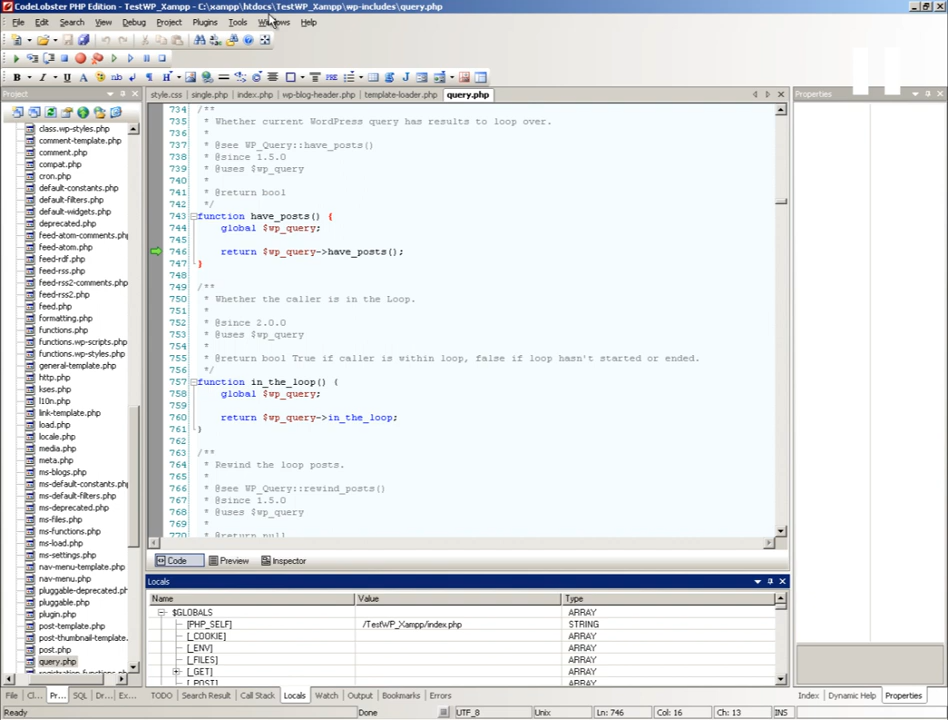 CodeLobster PHP Edition - TestWP_Xampp - C:\xampp\htdocs\TestWP_Xampp\wp-includes\query.php
File Edit Search View Debug Project Plugins Tools Windows Help
B I U PRE
Project
style.css single.php index.php wp-blog-header.php template-loader.php query.php
Properties
class.wp-styles.php
comment-template.php
comment.php
compat.php
cron.php
default-constants.php
default-filters.php
default-widgets.php
deprecated.php
feed-atom-comments.php
feed-atom.php
feed-rdf.php
feed-rss.php
feed-rss2-comments.php
feed-rss2.php
feed.php
formatting.php
functions.php
functions.wp-scripts.php
functions.wp-styles.php
general-template.php
http.php
kses.php
l10n.php
link-template.php
load.php
locale.php
media.php
meta.php
ms-blogs.php
ms-default-constants.php
ms-default-filters.php
ms-deprecated.php
ms-files.php
ms-functions.php
ms-load.php
ms-settings.php
nav-menu-template.php
nav-menu.php
pluggable-deprecated.php
pluggable.php
plugin.php
post-template.php
post-thumbnail-template.
post.php
query.php
registration-functions.php
734 /**
735 * Whether current WordPress query has results to loop over.
736 *
737 * @see WP_Query::have_posts()
738 * @since 1.5.0
739 * @uses $wp_query
740 *
741 * @return bool
742 */
743 function have_posts() {
744 global $wp_query;
745
746 return $wp_query->have_posts();
747 }
748
749 /**
750 * Whether the caller is in the Loop.
751 *
752 * @since 2.0.0
753 * @uses $wp_query
754 *
755 * @return bool True if caller is within loop, false if loop hasn't started or ended.
756 */
757 function in_the_loop() {
758 global $wp_query;
759
760 return $wp_query->in_the_loop;
761 }
762
763 /**
764 * Rewind the loop posts.
765 *
766 * @see WP_Query::rewind_posts()
767 * @since 1.5.0
768 * @uses $wp_query
769 *
770 * @return null
Code Preview Inspector
Locals
Name Value Type
$GLOBALS ARRAY
[PHP_SELF] /TestWP_Xampp/index.php STRING
[_COOKIE] ARRAY
[_ENV] ARRAY
[_FILES] ARRAY
[_GET] ARRAY
[_POST] ARRAY
File Cl... Pr... SQL Dr... Ex... TODO Search Result Call Stack Locals Watch Output Bookmarks Errors Index Dynamic Help Properties
Ready Done UTF_8 Unix Ln: 746 Col: 16 Ch: 13 INS